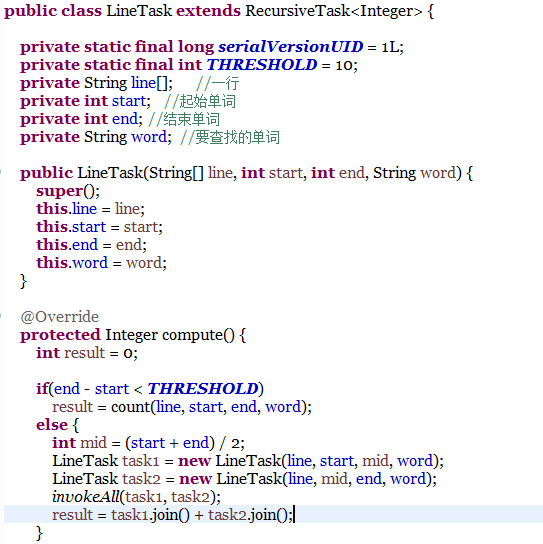 public class LineTask extends RecursiveTask<Integer> {
private static final long serialVersionUID = 1L;
private static final int THRESHOLD = 10;
private String line[]; //一行
private int start; //起始单词
private int end; //结束单词
private String word; //要查找的单词
public LineTask(String[] line, int start, int end, String word) {
super();
this.line = line;
this.start = start;
this.end = end;
this.word = word;
}
@Override
protected Integer compute() {
int result = 0;
if(end - start < THRESHOLD)
result = count(line, start, end, word);
else {
int mid = (start + end) / 2;
LineTask task1 = new LineTask(line, start, mid, word);
LineTask task2 = new LineTask(line, mid, end, word);
invokeAll(task1, task2);
result = task1.join() + task2.join();
}